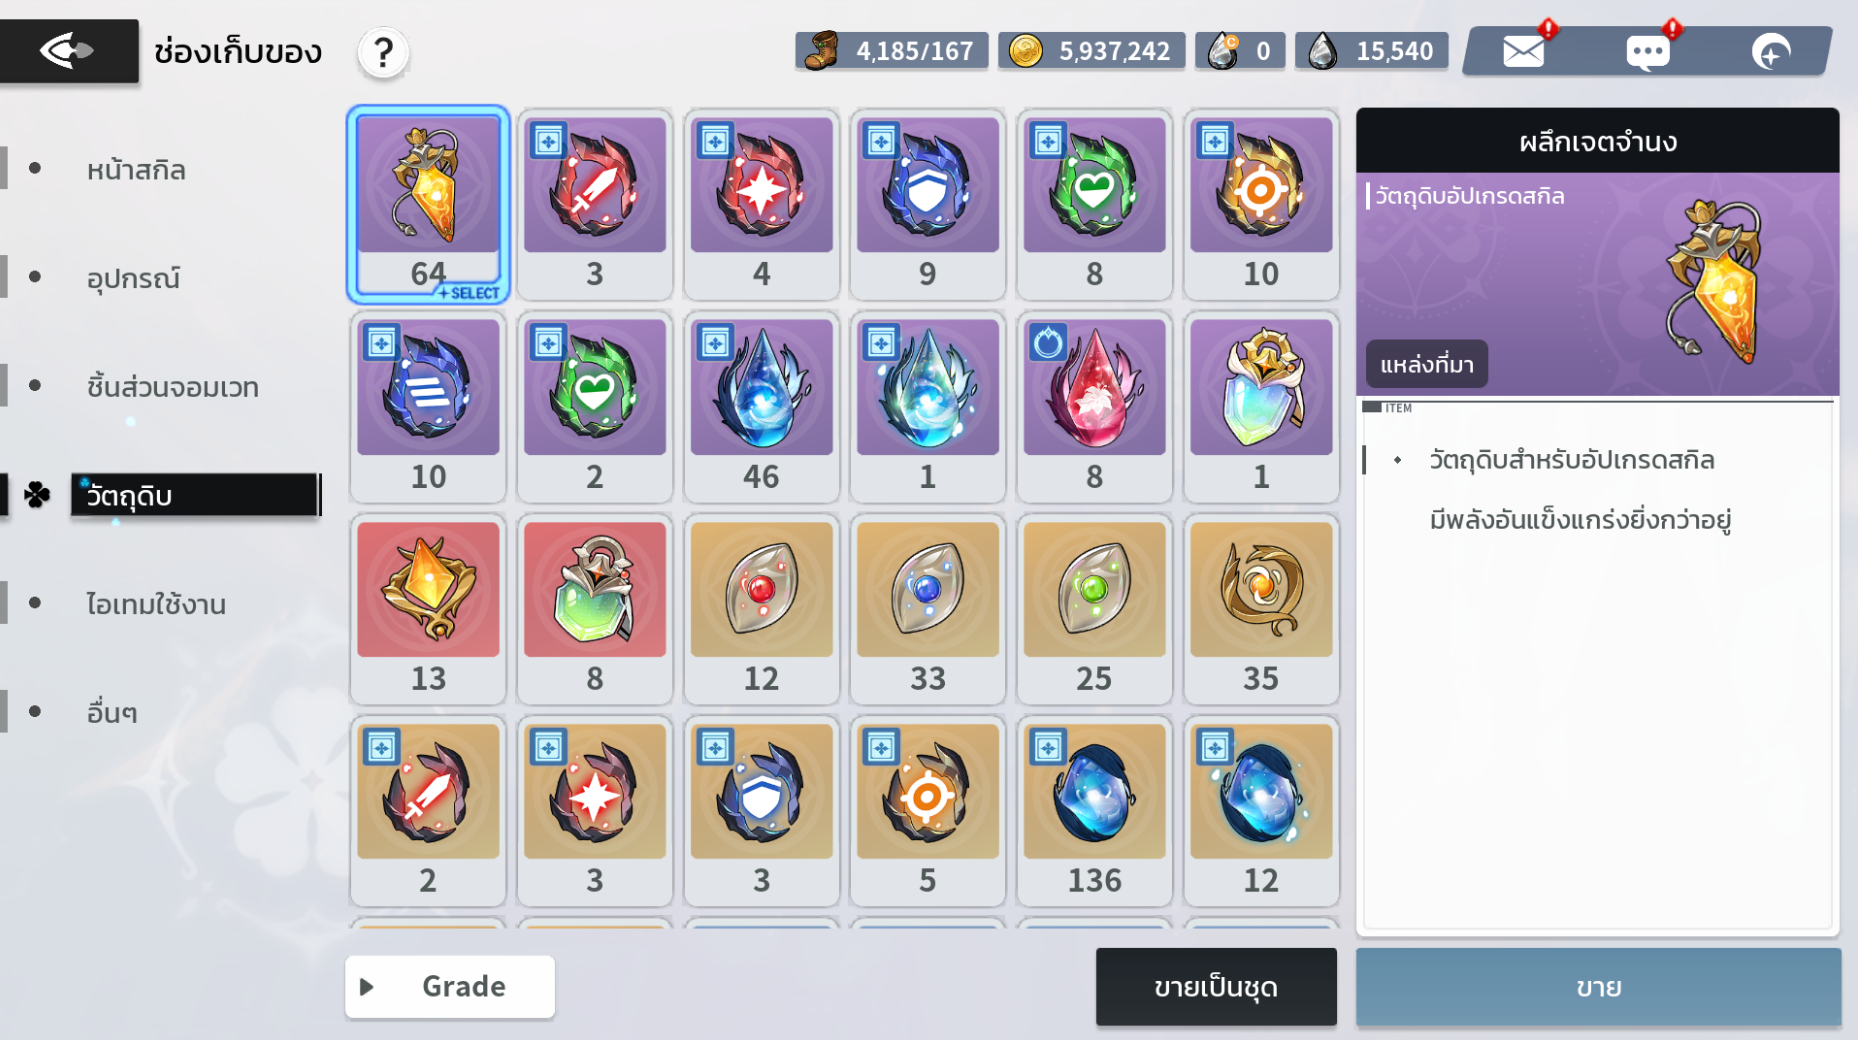 ช่องเก็บของ
?
4,185/167
5,937,242
0
15,540
หน้าสกิล
อุปกรณ์
ชิ้นส่วนจอมเวท
วัตถุดิบ
ไอเทมใช้งาน
อื่นๆ
64
SELECT
3
4
9
8
10
10
2
46
1
8
1
13
8
12
33
25
35
2
3
3
5
136
12
ผลึกเจตจำนง
วัตถุดิบอัปเกรดสกิล
แหล่งที่มา
ITEM
วัตถุดิบสำหรับอัปเกรดสกิล
มีพลังอันแข็งแกร่งยิ่งกว่าอยู่
Grade
ขายเป็นชุด
ขาย